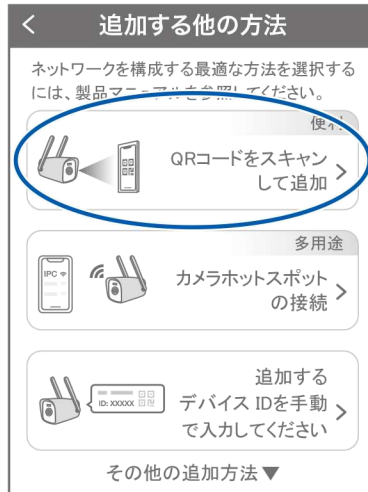 追加する他の方法
ネットワークを構成する最適な方法を選択する
には、製品マニュアルを参照してください。
便利
QRコードをスキャン
して追加
多用途
IPC
カメラホットスポット
の接続
追加する
ID: XXXXX
デバイス IDを手動
で入力してください
その他の追加方法▼